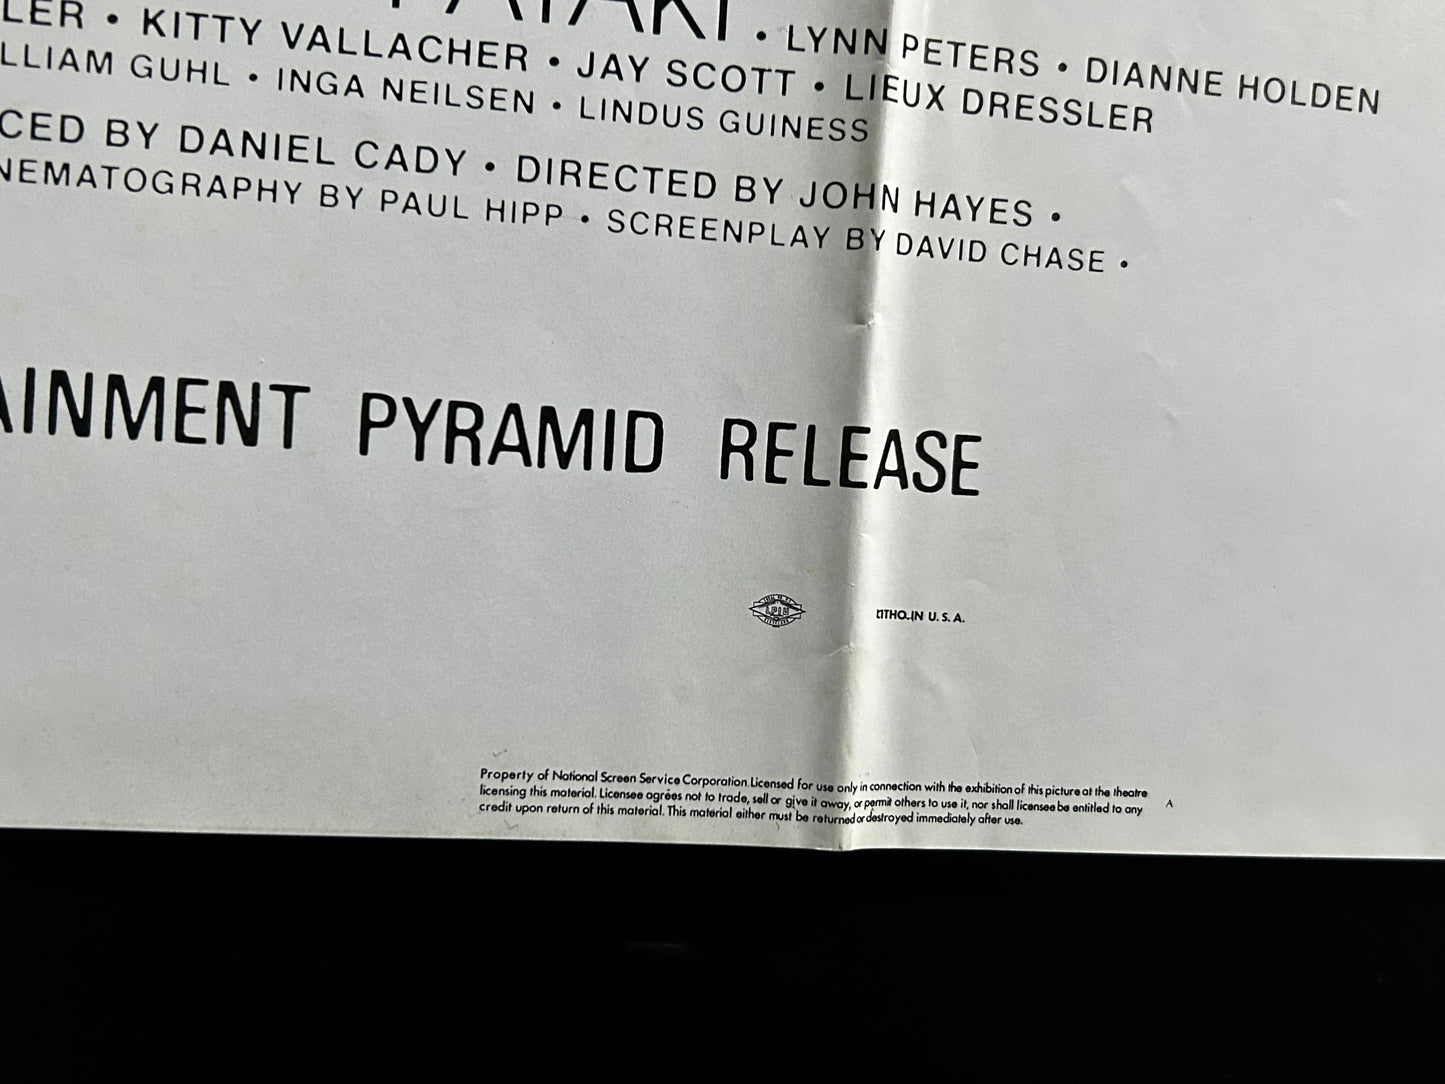 PATAKI • LYNN PETERS • DIANNE HOLDEN
LER • KITTY VALLACHER • JAY SCOTT • LIEUX DRESSLER
LLIAM GUHL • INGA NEILSEN • LINDUS GUINESS
CED BY DANIEL CADY • DIRECTED BY JOHN HAYES •
NEMATOGRAPHY BY PAUL HIPP • SCREENPLAY BY DAVID CHASE •
AINMENT PYRAMID RELEASE
LITHO. IN U. S. A.
Property of National Screen Service Corporation. Licensed for use only in connection with the exhibition of this picture at the theatre
licensing this material. Licensee agrees not to trade, sell or give it away, or permit others to use it, nor shall licensee be entitled to any
credit upon return of this material. This material either must be returned or destroyed immediately after use.
A